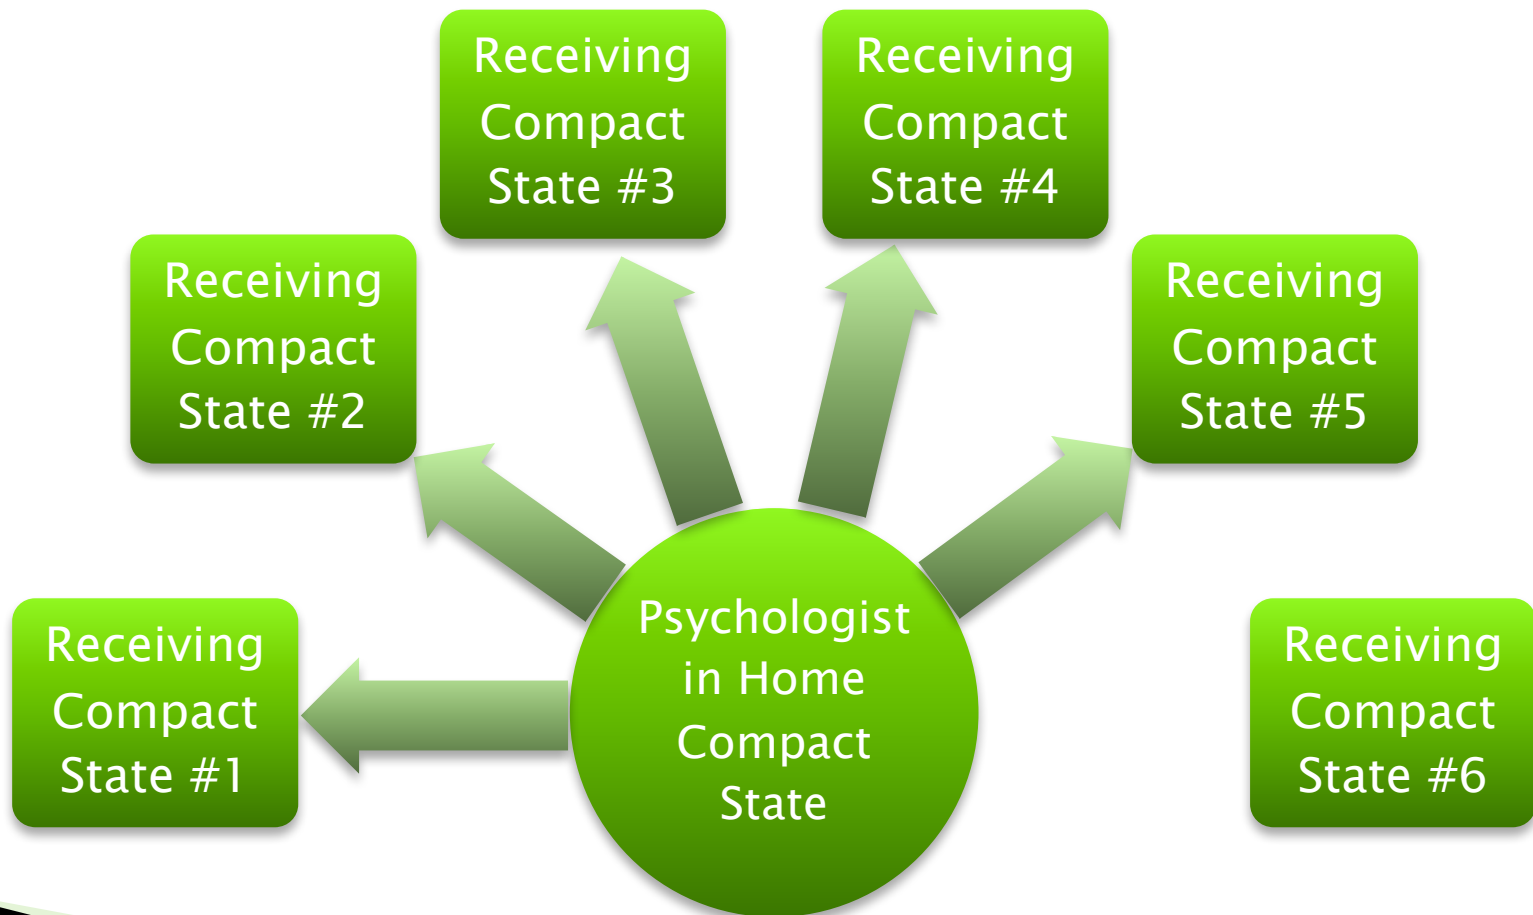 Receiving
Compact
State #3
Receiving
Compact
State #4
Receiving
Compact
State #2
Receiving
Compact
State #5
Receiving
Compact
State #1
Psychologist
in Home
Compact
State
Receiving
Compact
State #6